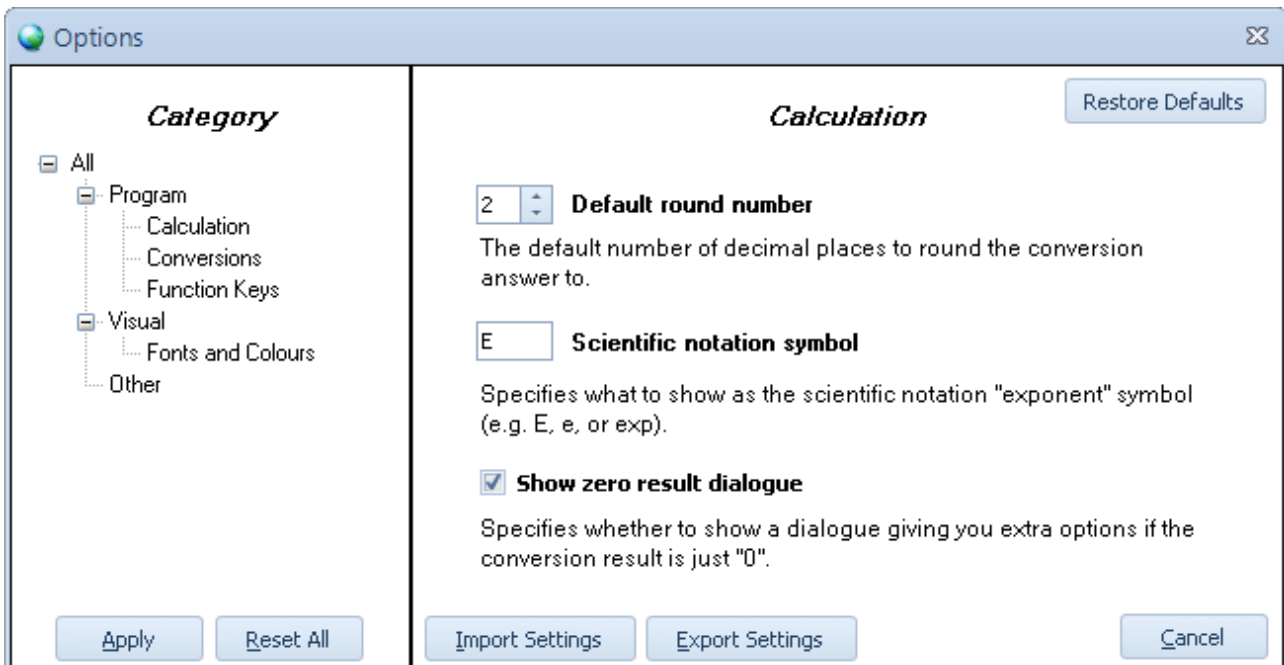 Options
Category
All
Program
Calculation
Conversions
Function Keys
Visual
Fonts and Colours
Other
Apply
Reset All
Calculation
Restore Defaults
2
Default round number
The default number of decimal places to round the conversion
answer to.
E
Scientific notation symbol
Specifies what to show as the scientific notation "exponent" symbol
(e.g. E, e, or exp).
Show zero result dialogue
Specifies whether to show a dialogue giving you extra options if the
conversion result is just "0".
Import Settings
Export Settings
Cancel